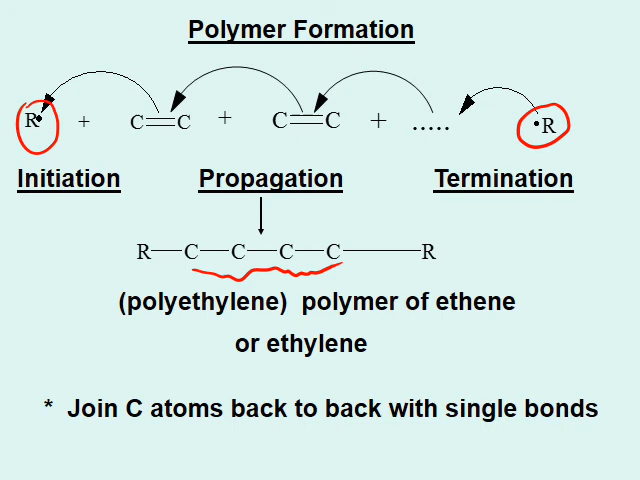 Polymer Formation
R• + C═C + C═C + ..... •R
Initiation Propagation Termination
R—C—C—C—C—R
(polyethylene) polymer of ethene
or ethylene
* Join C atoms back to back with single bonds